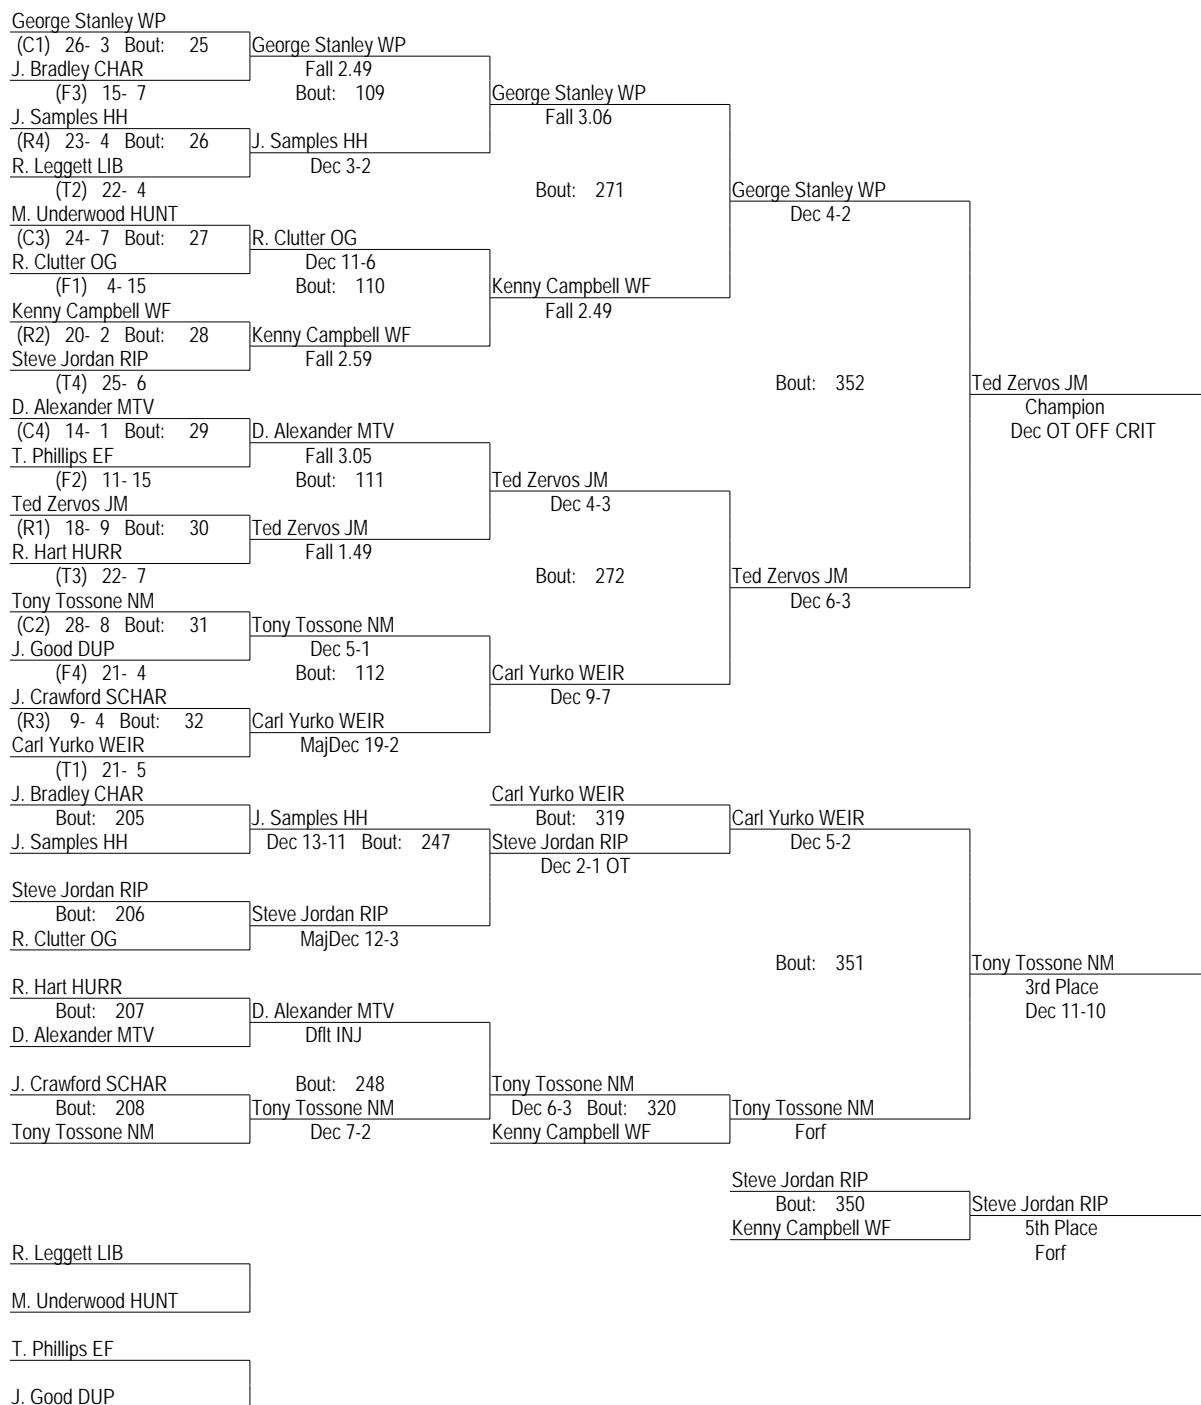 George Stanley WP
(C1) 26- 3 Bout: 25 George Stanley WP
J. Bradley CHAR Fall 2.49
(F3) 15- 7 Bout: 109 George Stanley WP
J. Samples HH Fall 3.06
(R4) 23- 4 Bout: 26 J. Samples HH
R. Leggett LIB Dec 3-2
(T2) 22- 4 Bout: 271 George Stanley WP
M. Underwood HUNT Dec 4-2
(C3) 24- 7 Bout: 27 R. Clutter OG
R. Clutter OG Dec 11-6
(F1) 4- 15 Bout: 110 Kenny Campbell WF
Kenny Campbell WF Fall 2.49
(R2) 20- 2 Bout: 28 Kenny Campbell WF
Steve Jordan RIP Fall 2.59
(T4) 25- 6 Bout: 352 Ted Zervos JM
D. Alexander MTV Champion
(C4) 14- 1 Bout: 29 D. Alexander MTV Dec OT OFF CRIT
T. Phillips EF Fall 3.05
(F2) 11- 15 Bout: 111 Ted Zervos JM
Ted Zervos JM Dec 4-3
(R1) 18- 9 Bout: 30 Ted Zervos JM
R. Hart HURR Fall 1.49
(T3) 22- 7 Bout: 272 Ted Zervos JM
Tony Tossone NM Dec 6-3
(C2) 28- 8 Bout: 31 Tony Tossone NM
J. Good DUP Dec 5-1
(F4) 21- 4 Bout: 112 Carl Yurko WEIR
J. Crawford SCHAR Dec 9-7
(R3) 9- 4 Bout: 32 Carl Yurko WEIR
Carl Yurko WEIR MajDec 19-2
(T1) 21- 5
J. Bradley CHAR Carl Yurko WEIR
Bout: 205 J. Samples HH Bout: 319 Carl Yurko WEIR
J. Samples HH Dec 13-11 Bout: 247 Steve Jordan RIP Dec 5-2
Dec 2-1 OT
Steve Jordan RIP
Bout: 206 Steve Jordan RIP
R. Clutter OG MajDec 12-3
Bout: 351 Tony Tossone NM
R. Hart HURR 3rd Place
Bout: 207 D. Alexander MTV Dec 11-10
D. Alexander MTV Dflt INJ
J. Crawford SCHAR Bout: 248 Tony Tossone NM
Bout: 208 Tony Tossone NM Dec 6-3 Bout: 320 Tony Tossone NM
Tony Tossone NM Dec 7-2 Kenny Campbell WF Forf
Steve Jordan RIP
Bout: 350 Steve Jordan RIP
Kenny Campbell WF 5th Place
R. Leggett LIB Forf
M. Underwood HUNT
T. Phillips EF
J. Good DUP